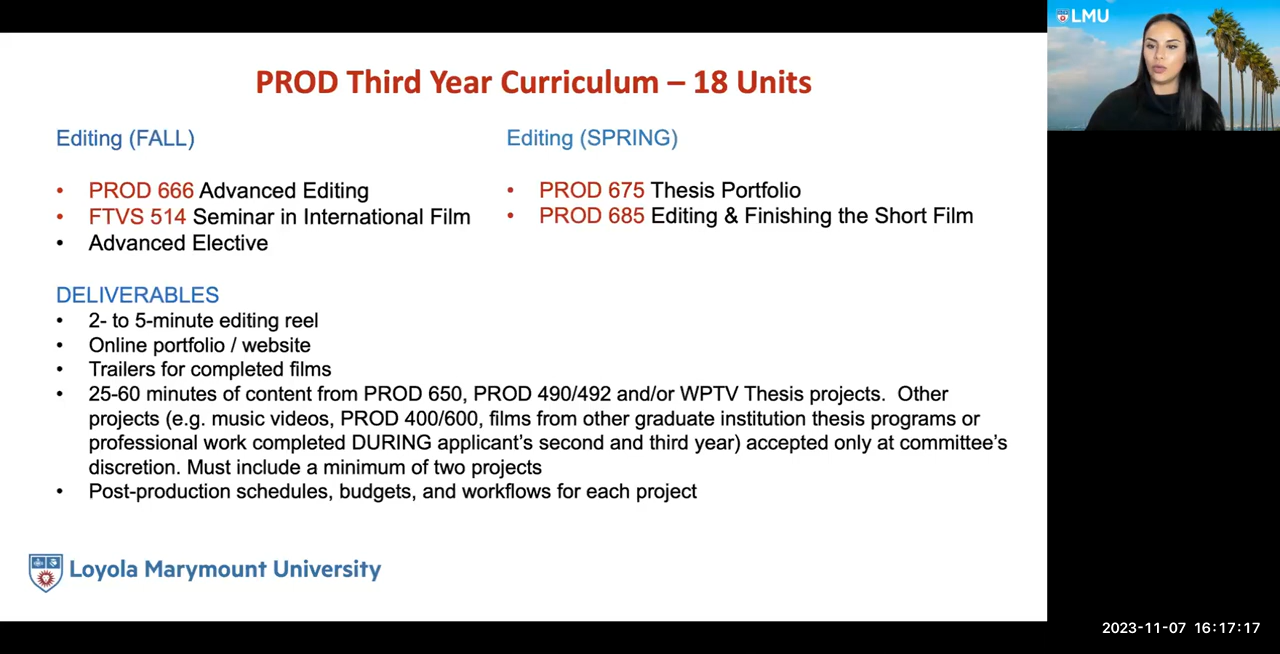 PROD Third Year Curriculum – 18 Units
Editing (FALL)
• PROD 666 Advanced Editing
• FTVS 514 Seminar in International Film
• Advanced Elective
Editing (SPRING)
• PROD 675 Thesis Portfolio
• PROD 685 Editing & Finishing the Short Film
DELIVERABLES
• 2- to 5-minute editing reel
• Online portfolio / website
• Trailers for completed films
• 25-60 minutes of content from PROD 650, PROD 490/492 and/or WPTV Thesis projects.  Other
projects (e.g. music videos, PROD 400/600, films from other graduate institution thesis programs or
professional work completed DURING applicant's second and third year) accepted only at committee's
discretion. Must include a minimum of two projects
• Post-production schedules, budgets, and workflows for each project
Loyola Marymount University
LMU
2023-11-07 16:17:17